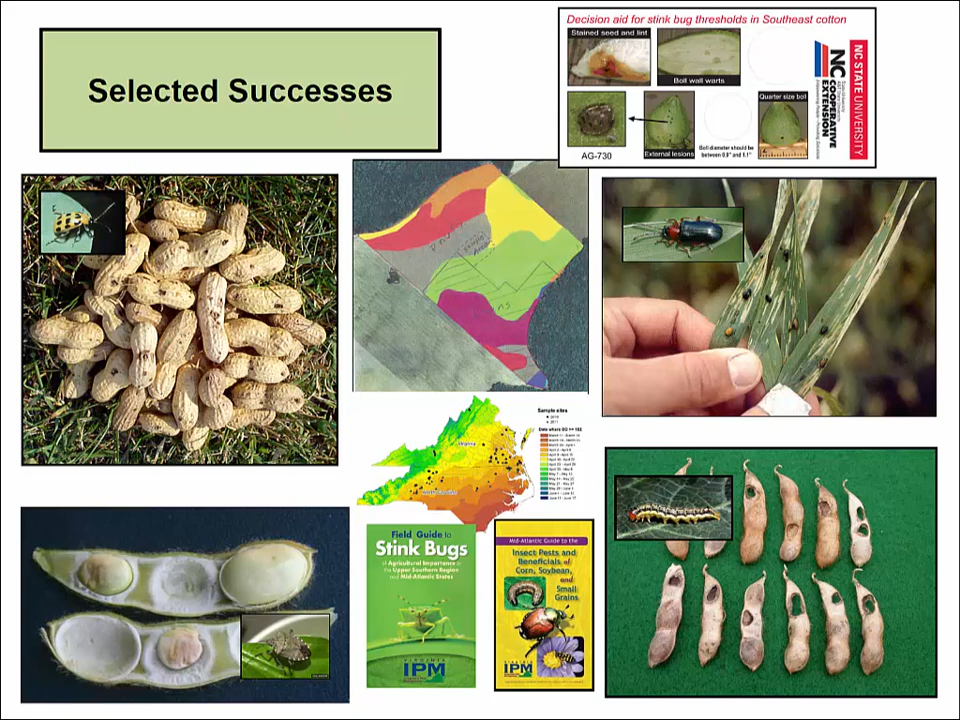 Selected Successes
Decision aid for stink bug thresholds in Southeast cotton
Stained seed and lint
Boll wall warts
Quarter size boll
External lesions
Boll diameter should be
between 0.9" and 1.1"
AG-730
NC STATE UNIVERSITY
NC
COOPERATIVE
EXTENSION
Sample sites
Virginia
North Carolina
Field Guide to
Stink Bugs
of Agricultural Importance in
the Upper Southern Region
and Mid-Atlantic States
VIRGINIA
IPM
Mid-Atlantic Guide to the
Insect Pests and
Beneficials of
Corn, Soybean,
and
Small
Grains
VIRGINIA
IPM